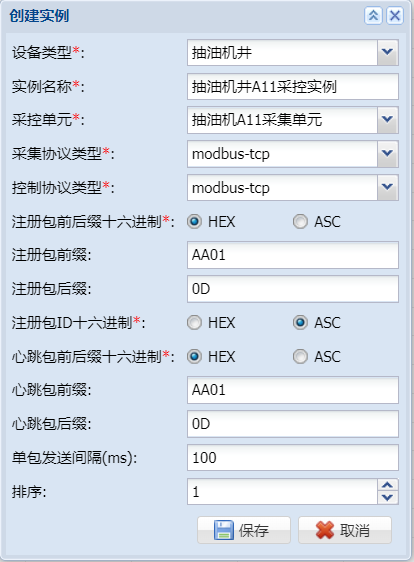 创建实例
设备类型*: 抽油机井
实例名称*: 抽油机井A11采控实例
采控单元*: 抽油机A11采集单元
采集协议类型*: modbus-tcp
控制协议类型*: modbus-tcp
注册包前后缀十六进制*: HEX ASC
注册包前缀: AA01
注册包后缀: 0D
注册包ID十六进制*: HEX ASC
心跳包前后缀十六进制*: HEX ASC
心跳包前缀: AA01
心跳包后缀: 0D
单包发送间隔(ms): 100
排序: 1
保存 取消